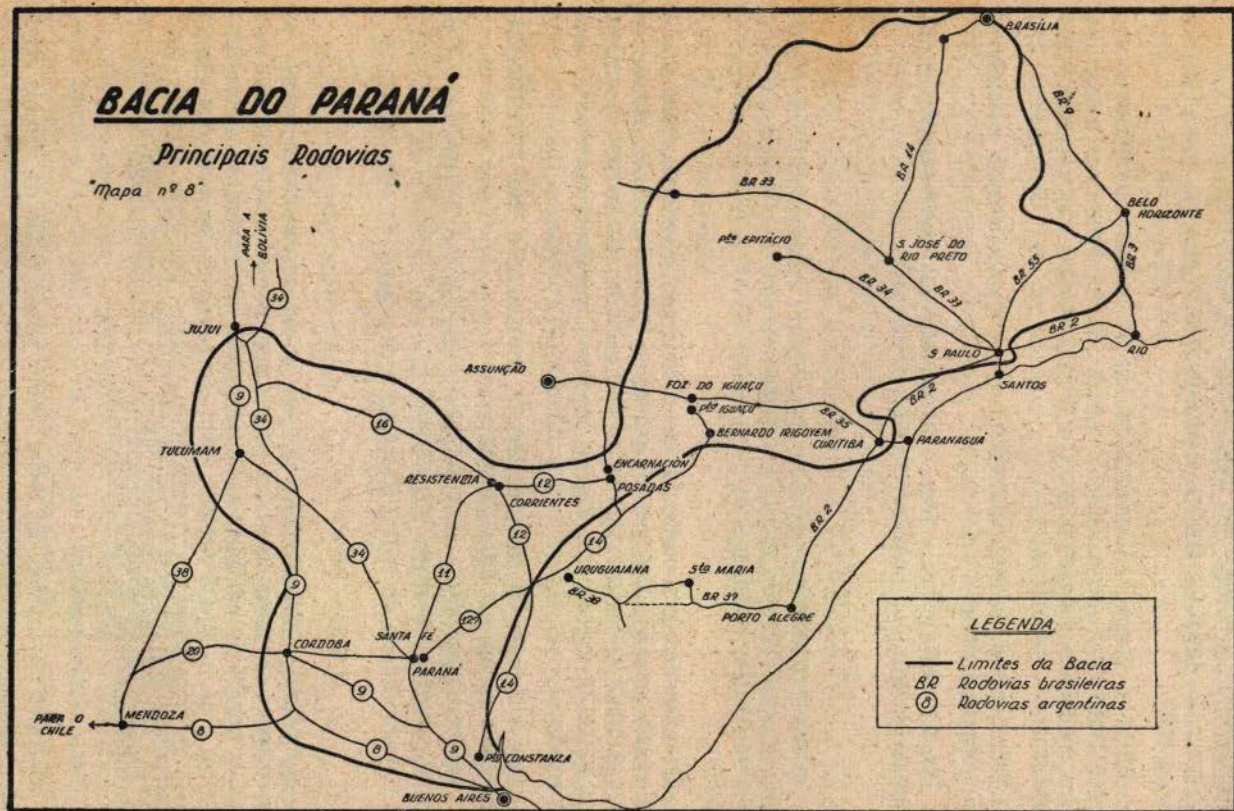 BACIA DO PARANÁ
Principais Rodovias
"Mapa nº 8"
BRASÍLIA
BR 9
BR 14
BR 33
BELO
HORIZONTE
Pto EPITÁCIO
S. JOSÉ DO
RIO PRETO
BR 55
BR 3
BR 34
BR 33
BR 2
S PAULO
RIO
SANTOS
PARA A
BOLÍVIA
34
JUJUI
ASSUNÇÃO
FOZ DO IGUAÇU
Pto IGUAÇU
BR 35
BR 2
BERNARDO IRIGOYEM
CURITIBA
PARANAGUÁ
9
34
16
TUCUMAM
RESISTENCIA
CORRIENTES
12
ENCARNACIÓN
POSADAS
12
14
BR 2
38
34
11
9
URUGUAIANA
Sta MARIA
BR 38
BR 39
PORTO ALEGRE
20
CORDOBA
SANTA FÉ
PARANÁ
127
14
9
PARA O
CHILE
MENDOZA
8
8
9
Pto CONSTANZA
BUENOS AIRES
LEGENDA
Limites da Bacia
BR Rodovias brasileiras
8 Rodovias argentinas